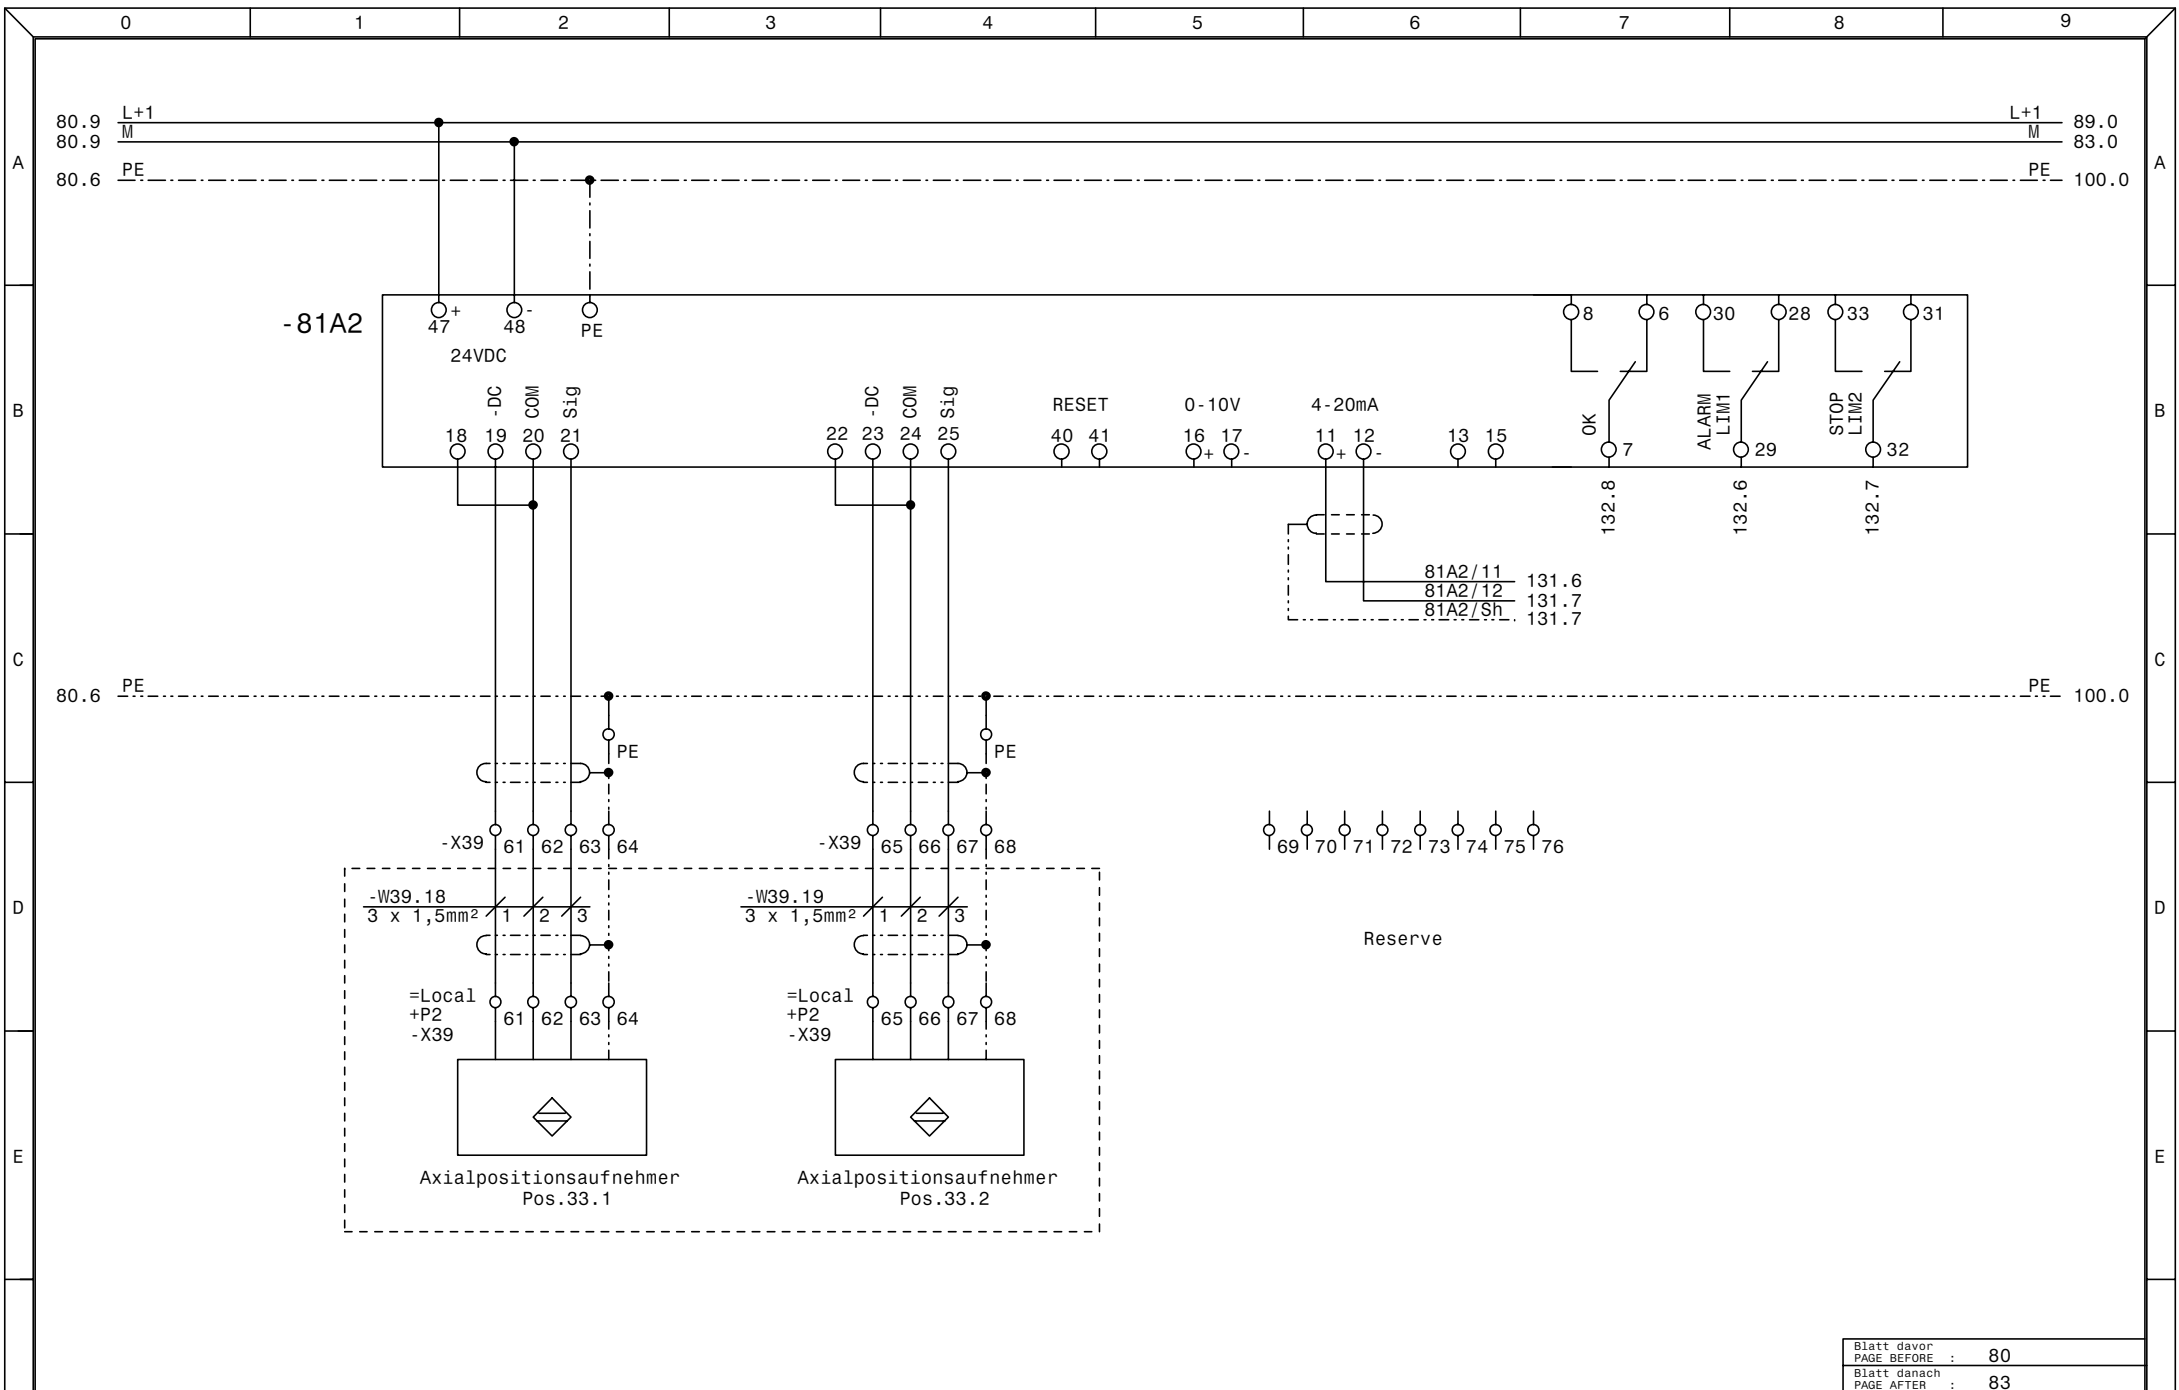 0 1 2 3 4 5 6 7 8 9
L+1 L+1
80.9 89.0
M M
80.9 83.0
A A
PE PE
80.6 100.0
-81A2
47 + 48 - PE
8 6 30 28 33 31
24VDC
-DC COM Sig -DC COM Sig
B B
RESET 0-10V 4-20mA
OK ALARM LIM1 STOP LIM2
18 19 20 21 22 23 24 25 40 41 16 + 17 - 11 + 12 - 13 15 7 29 32
132.8 132.6 132.7
81A2/11 131.6
81A2/12 131.7
81A2/Sh 131.7
C C
PE PE
80.6 100.0
PE PE
-X39 61 62 63 64 -X39 65 66 67 68 69 70 71 72 73 74 75 76
D D
-W39.18 -W39.19
3 x 1,5mm² 1 2 3 3 x 1,5mm² 1 2 3
Reserve
=Local =Local
+P2 61 62 63 64 +P2 65 66 67 68
-X39 -X39
E E
Axialpositionsaufnehmer Axialpositionsaufnehmer
Pos.33.1 Pos.33.2
Blatt davor
PAGE BEFORE : 80
Blatt danach
PAGE AFTER : 83